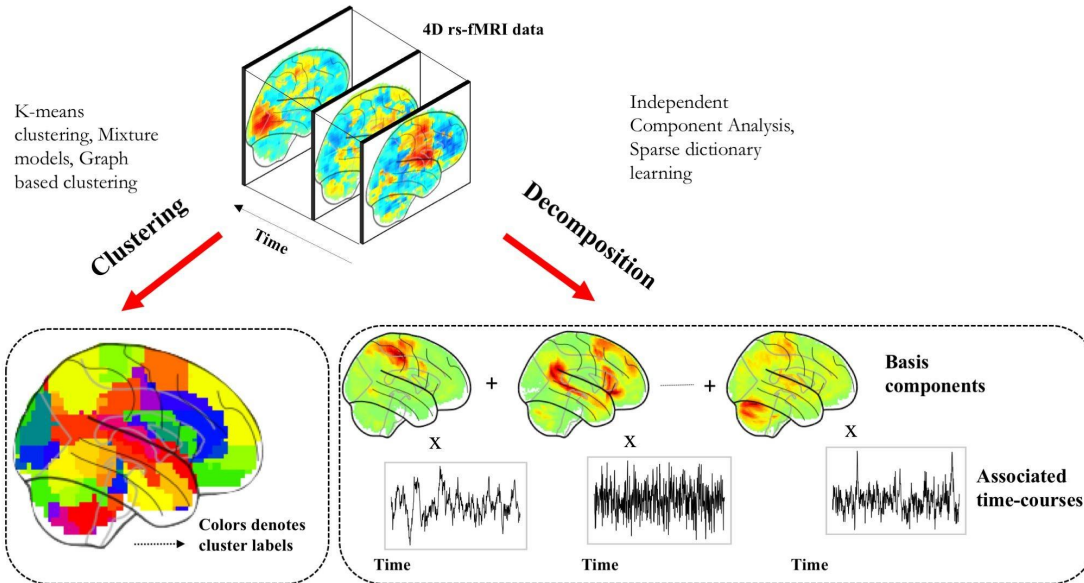 4D rs-fMRI data
K-means
clustering, Mixture
models, Graph
based clustering
Independent
Component Analysis,
Sparse dictionary
learning
Time
Clustering
Decomposition
+
+
Basis
components
X
X
X
Associated
time-courses
Colors denotes
cluster labels
Time
Time
Time